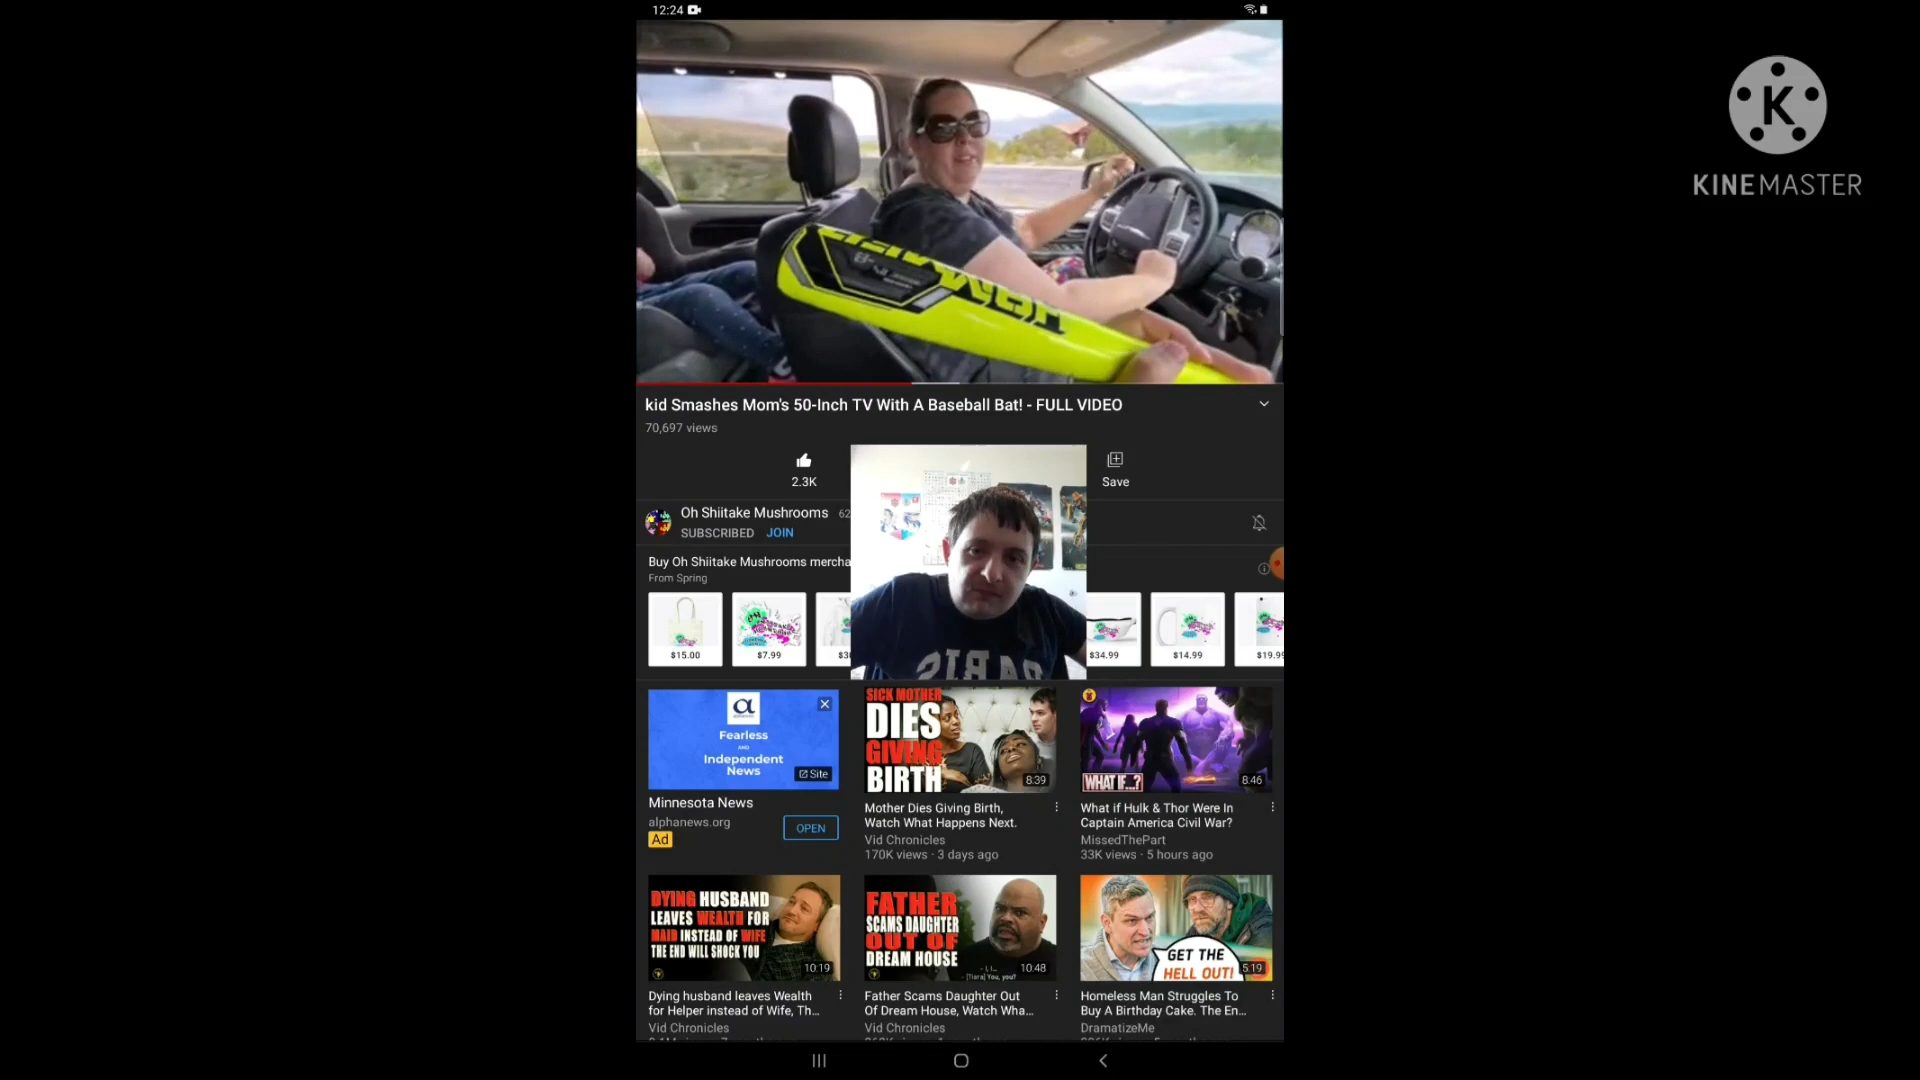 12:24
KINEMASTER
kid Smashes Mom's 50-Inch TV With A Baseball Bat! - FULL VIDEO
70,697 views
2.3K
Save
Oh Shiitake Mushrooms 62
SUBSCRIBED JOIN
Buy Oh Shiitake Mushrooms mercha
From Spring
$15.00
$7.99
$34.99
$14.99
$19.99
PARIS
α
Fearless
AND
Independent
News
Site
Minnesota News
alphanews.org
Ad
OPEN
SICK MOTHER
DIES
GIVING
BIRTH
8:39
Mother Dies Giving Birth,
Watch What Happens Next.
Vid Chronicles
170K views · 3 days ago
WHAT IF...?
8:46
What if Hulk & Thor Were In
Captain America Civil War?
MissedThePart
33K views · 5 hours ago
DYING HUSBAND
LEAVES WEALTH FOR
MAID INSTEAD OF WIFE
THE END WILL SHOCK YOU
10:19
Dying husband leaves Wealth
for Helper instead of Wife, Th...
Vid Chronicles
FATHER
SCAMS DAUGHTER
OUT OF
DREAM HOUSE
[Tiara] You, you?
10:48
Father Scams Daughter Out
Of Dream House, Watch Wha...
Vid Chronicles
GET THE
HELL OUT!
5:19
Homeless Man Struggles To
Buy A Birthday Cake. The En...
DramatizeMe